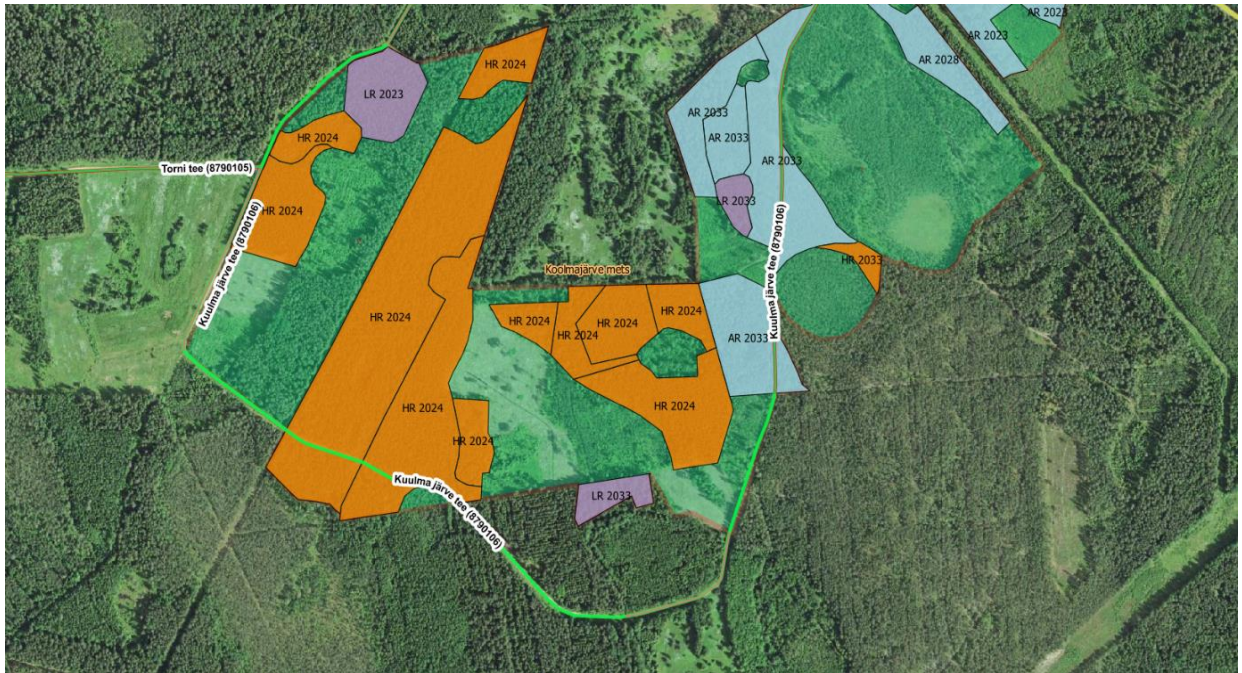 AR 2023
AR 2023
AR 2028
HR 2024
LR 2023
AR 2033
HR 2024
AR 2033
AR 2033
Torni tee (8790105)
LR 2033
HR 2024
Kuulma järve tee (8790106)
Kuulma järve tee (8790106)
HR 2033
Koolmajärve mets
HR 2024
HR 2024
HR 2024
HR 2024
HR 2024
AR 2033
HR 2024
HR 2024
HR 2024
Kuulma järve tee (8790106)
LR 2033